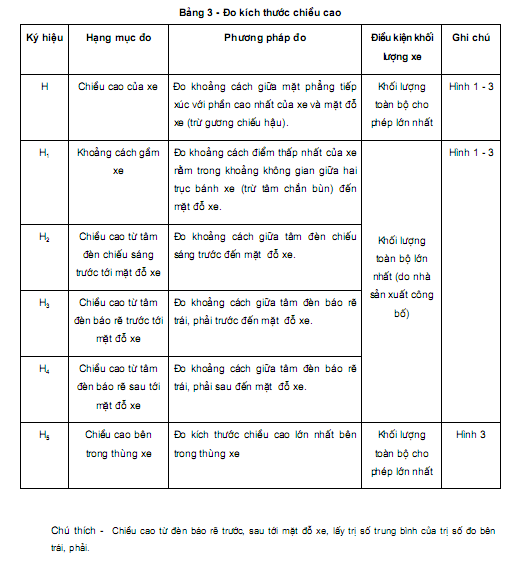 Bảng 3 - Đo kích thước chiều cao
Ký hiệu
Hạng mục đo
Phương pháp đo
Điều kiện khối
lượng xe
Ghi chú
H
Chiều cao của xe
Đo khoảng cách giữa mặt phẳng tiếp
xúc với phần cao nhất của xe và mặt đỗ
xe (trừ gương chiếu hậu).
Khối lượng
toàn bộ cho
phép lớn nhất
Hình 1 - 3
H1
Khoảng cách gầm
xe
Đo khoảng cách điểm thấp nhất của xe
nằm trong khoảng không gian giữa hai
trục bánh xe (trừ tâm chắn bùn) đến
mặt đỗ xe.
Khối lượng
toàn bộ lớn
nhất (do nhà
sản xuất công
bố)
Hình 1 - 3
H2
Chiều cao từ tâm
đèn chiếu sáng
trước tới mặt đỗ xe
Đo khoảng cách giữa tâm đèn chiếu
sáng trước đến mặt đỗ xe.
H3
Chiều cao từ tâm
đèn báo rẽ trước tới
mặt đỗ xe
Đo khoảng cách giữa tâm đèn báo rẽ
trái, phải trước đến mặt đỗ xe.
H4
Chiều cao từ tâm
đèn báo rẽ sau tới
mặt đỗ xe
Đo khoảng cách giữa tâm đèn báo rẽ
trái, phải sau đến mặt đỗ xe.
H5
Chiều cao bên
trong thùng xe
Đo kích thước chiều cao lớn nhất bên
trong thùng xe
Khối lượng
toàn bộ cho
phép lớn nhất
Hình 3
Chú thích - Chiều cao từ đèn báo rẽ trước, sau tới mặt đỗ xe, lấy trị số trung bình của trị số đo bên
trái, phải.